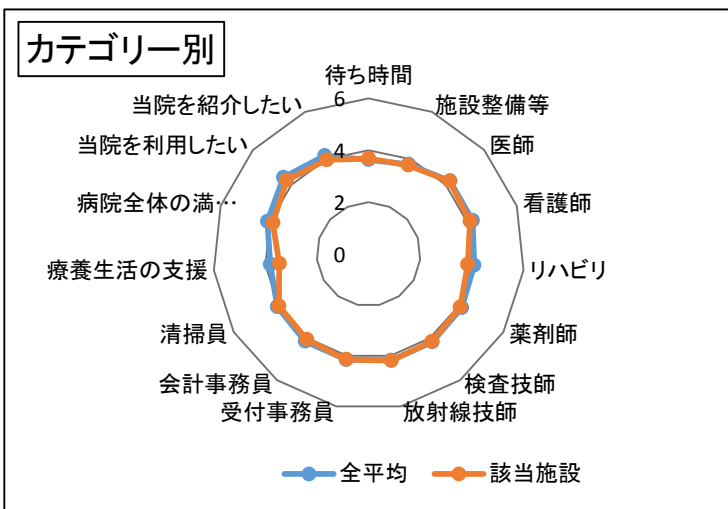 カテゴリー別
待ち時間
施設整備等
医師
看護師
リハビリ
薬剤師
検査技師
放射線技師
受付事務員
会計事務員
清掃員
療養生活の支援
病院全体の満…
当院を利用したい
当院を紹介したい
6
4
2
0
全平均
該当施設